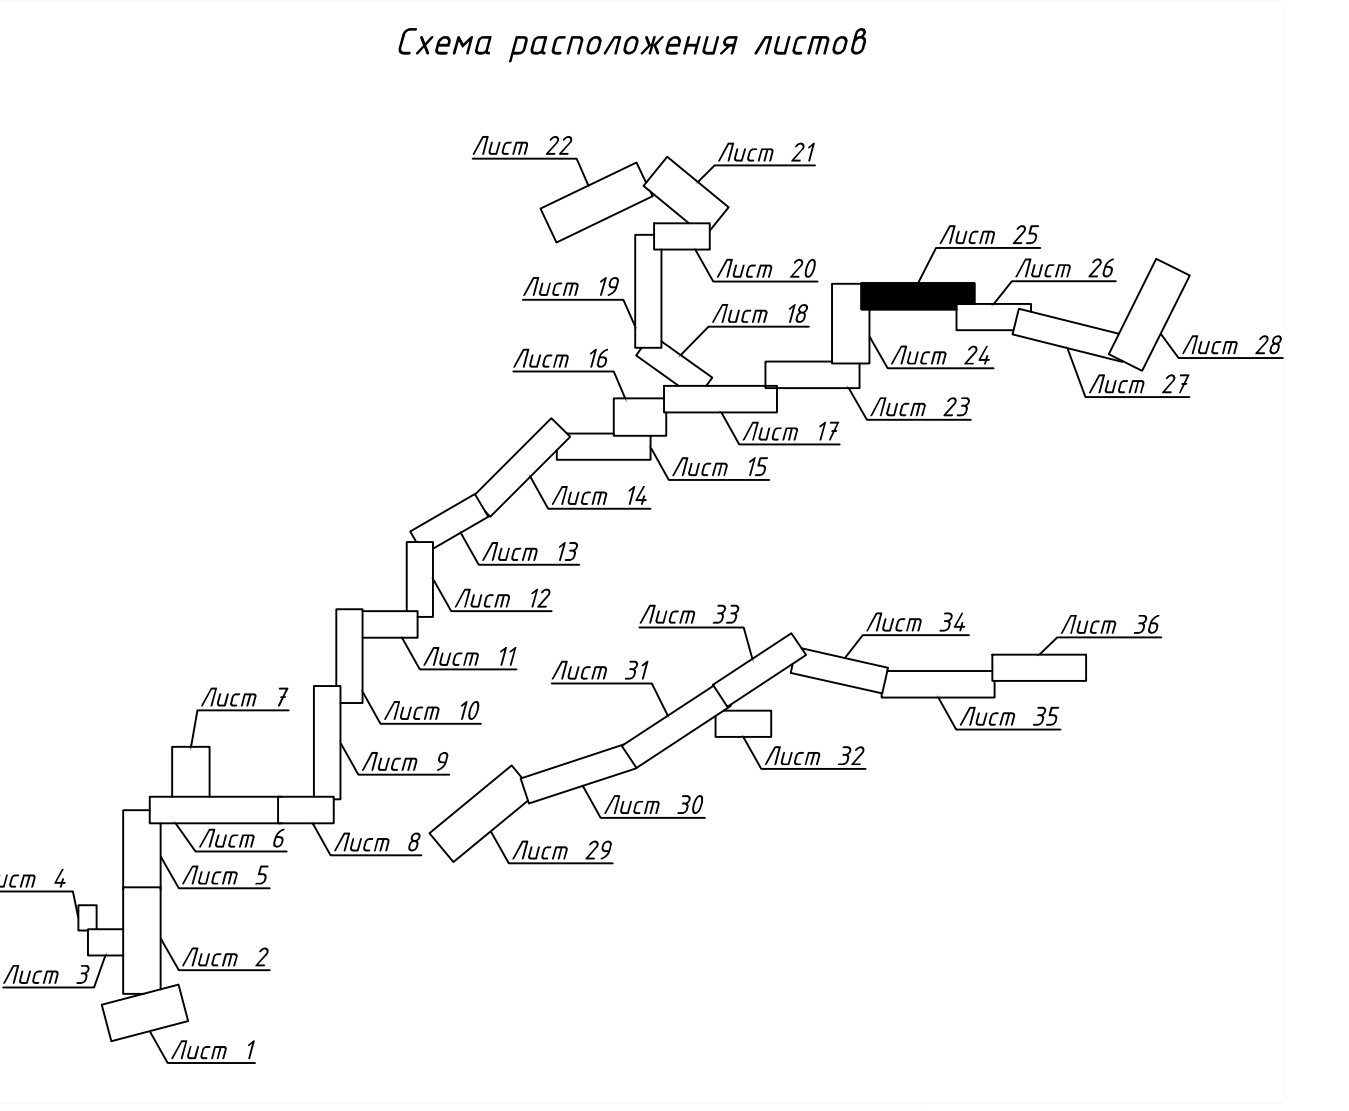 Схема расположения листов
Лист 22
Лист 21
Лист 25
Лист 20
Лист 26
Лист 19
Лист 18
Лист 28
Лист 16
Лист 24
Лист 27
Лист 23
Лист 17
Лист 15
Лист 14
Лист 13
Лист 12
Лист 33
Лист 34
Лист 36
Лист 11
Лист 31
Лист 7
Лист 10
Лист 35
Лист 9
Лист 32
Лист 30
Лист 6
Лист 8
Лист 29
Лист 5
ист 4
Лист 2
Лист 3
Лист 1